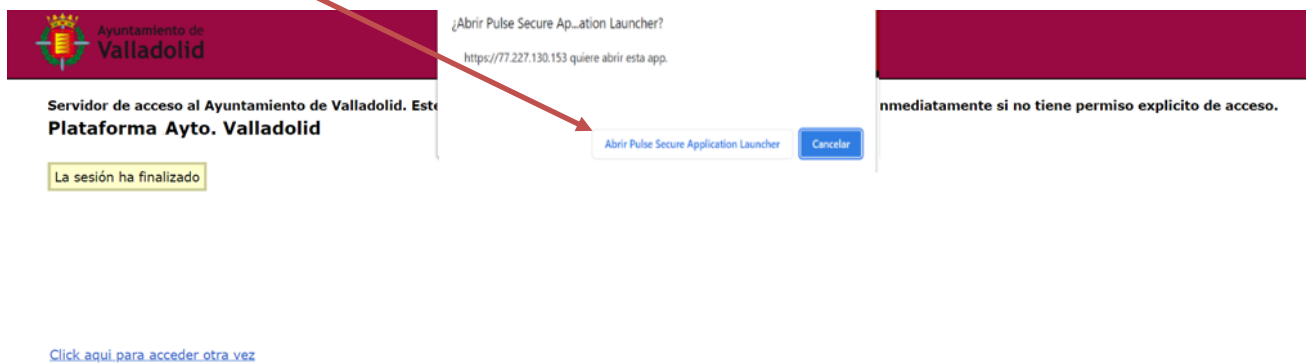 Ayuntamiento de
Valladolid
¿Abrir Pulse Secure Ap...ation Launcher?
https://77.227.130.153 quiere abrir esta app.
Abrir Pulse Secure Application Launcher
Cancelar
Servidor de acceso al Ayuntamiento de Valladolid. Este nmediatamente si no tiene permiso explicito de acceso.
Plataforma Ayto. Valladolid
La sesión ha finalizado
Click aqui para acceder otra vez